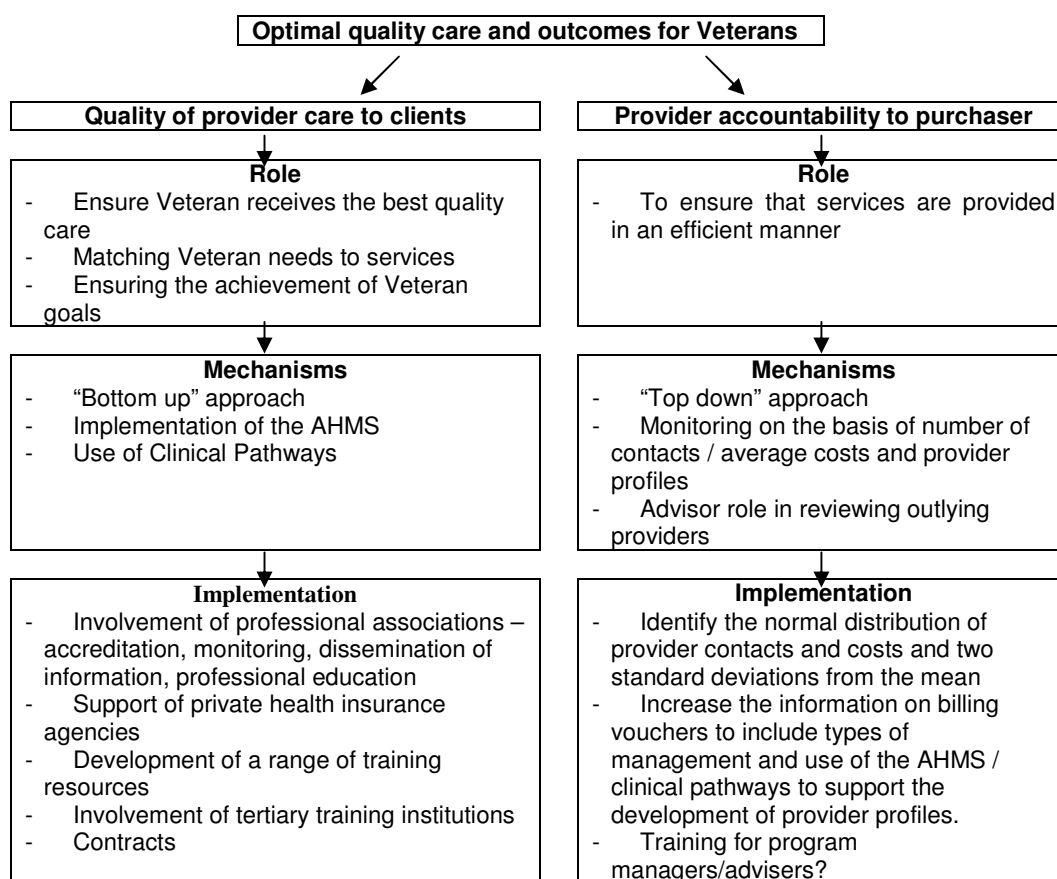 Optimal quality care and outcomes for Veterans
Quality of provider care to clients
Role
- Ensure Veteran receives the best quality
care
- Matching Veteran needs to services
- Ensuring the achievement of Veteran
goals
Mechanisms
- “Bottom up” approach
- Implementation of the AHMS
- Use of Clinical Pathways
Implementation
- Involvement of professional associations –
accreditation, monitoring, dissemination of
information, professional education
- Support of private health insurance
agencies
- Development of a range of training
resources
- Involvement of tertiary training institutions
- Contracts
Provider accountability to purchaser
Role
- To ensure that services are provided
in an efficient manner
Mechanisms
- “Top down” approach
- Monitoring on the basis of number of
contacts / average costs and provider
profiles
- Advisor role in reviewing outlying
providers
Implementation
- Identify the normal distribution of
provider contacts and costs and two
standard deviations from the mean
- Increase the information on billing
vouchers to include types of
management and use of the AHMS /
clinical pathways to support the
development of provider profiles.
- Training for program
managers/advisers?